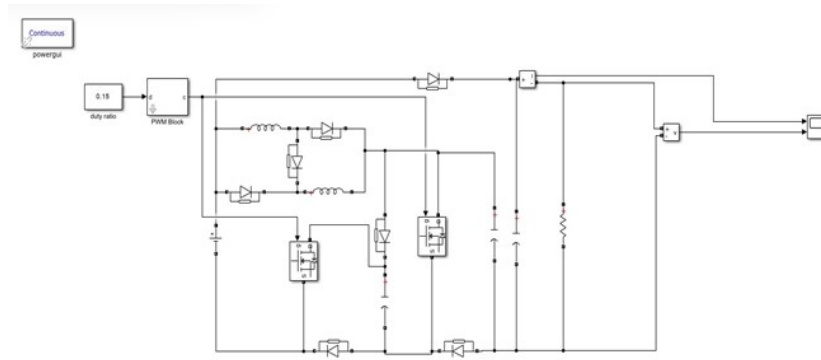 Continuous
powergui
0.15
duty ratio
d
c
PWM Block
+
-
i
+
-
v